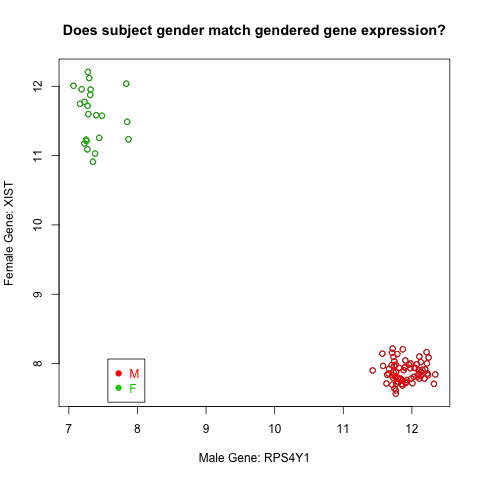 Does subject gender match gendered gene expression?
Female Gene: XIST
12
11
10
9
8
M
F
7 8 9 10 11 12
Male Gene: RPS4Y1